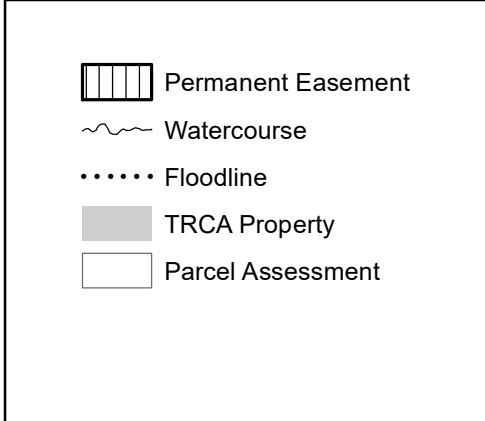 Permanent Easement
Watercourse
Floodline
TRCA Property
Parcel Assessment